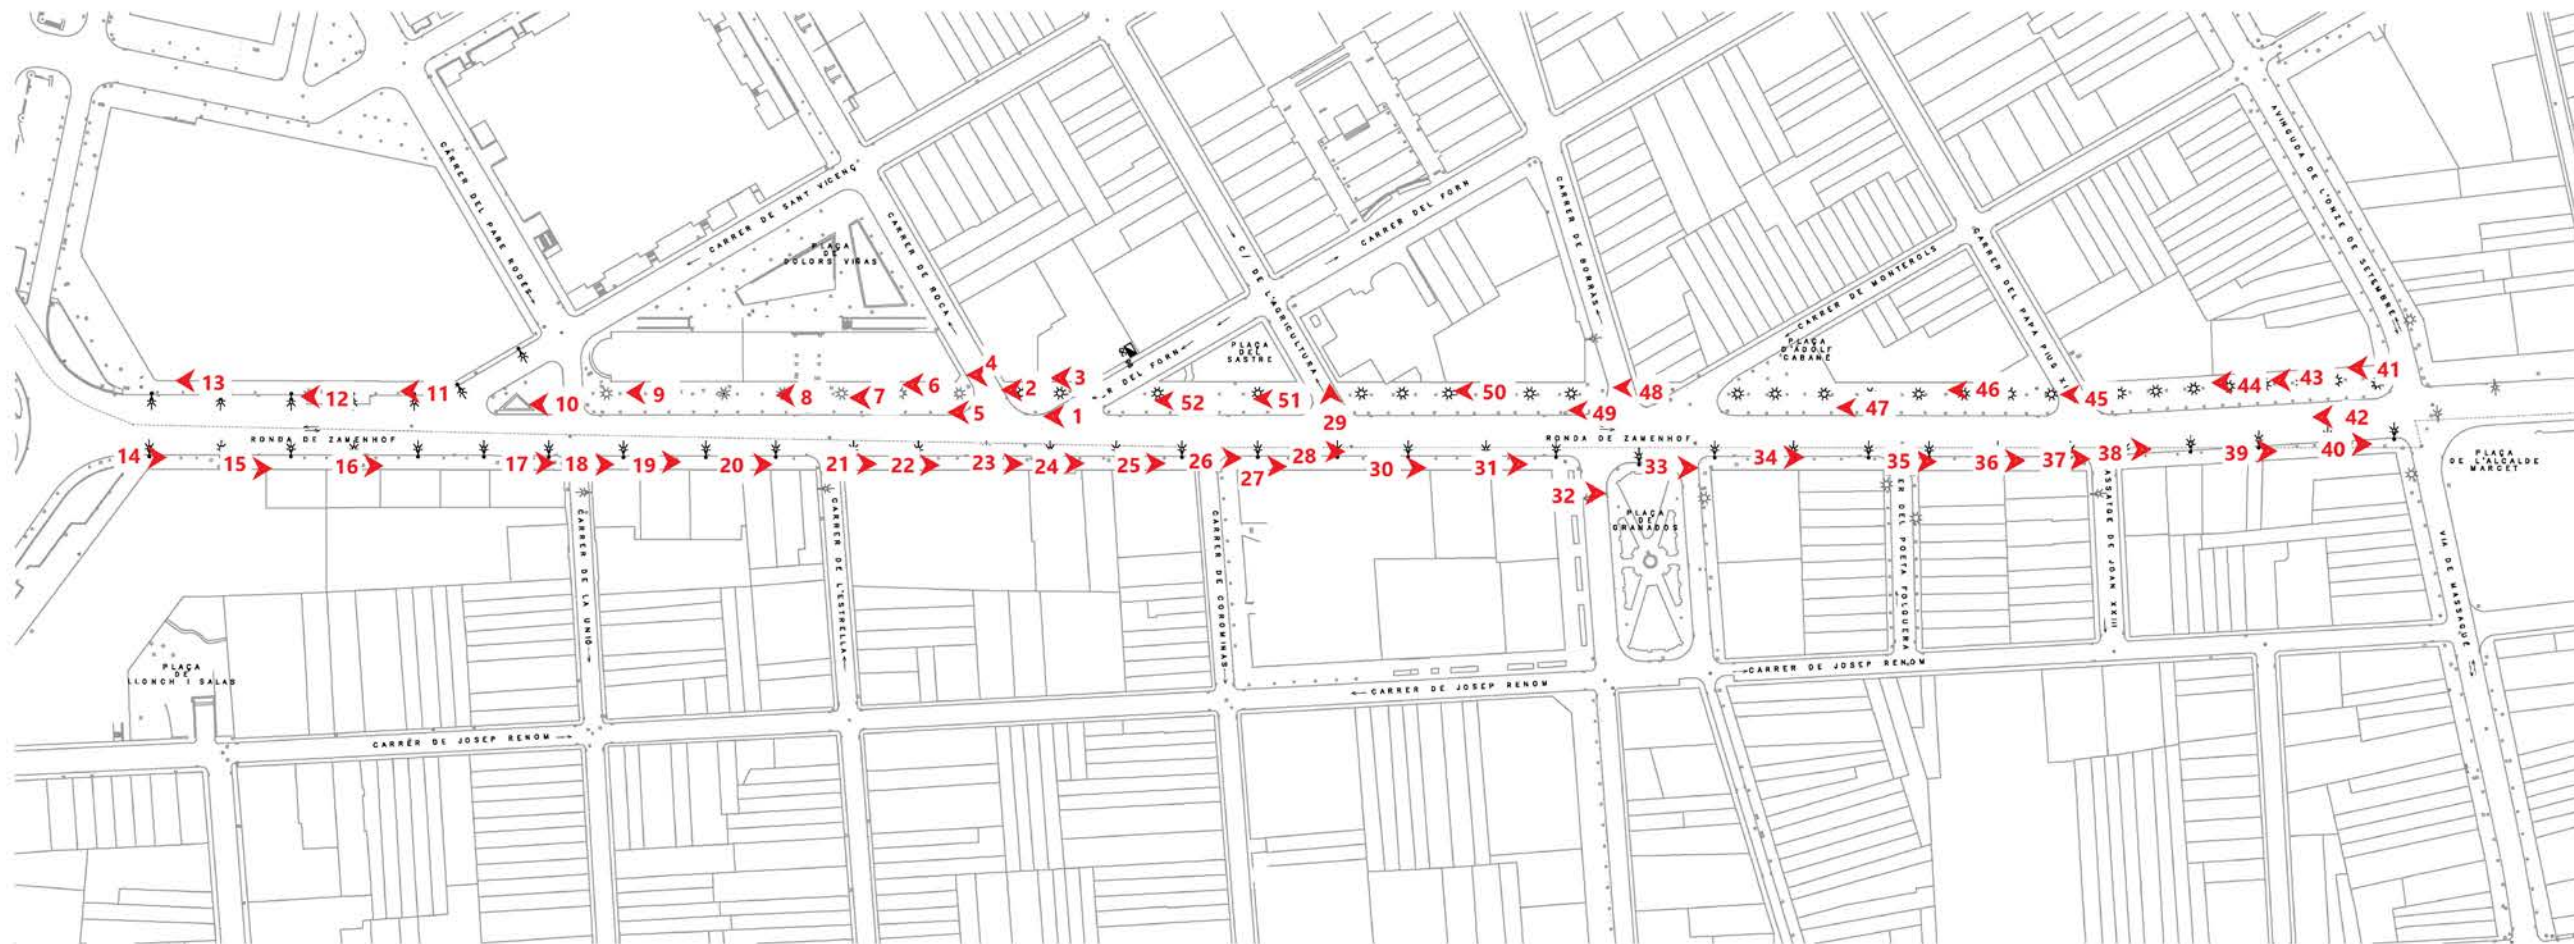 AVINGUDA DE L'ONZE DE SETEMBRE
CARRER DEL PARE RODÉS
CARRER DE SANT VICENÇ
PLAÇA
DE
DOLORS VIGAS
CARRER DE ROCA
C/ DE L'AGRICULTURA
CARRER DEL FORN
CARRER DE BORRAS
CARRER DE MONTEROLS
CARRER DEL PAPA PIUS XI
PLAÇA
DEL
SASTRE
PLAÇA
D'ADOLF
CABANÉ
R DEL FORN
4
3
2
1
5
6
7
8
9
10
11
12
13
52
51
29
50
49
48
47
46
45
44
43
41
42
RONDA DE ZAMENHOF
RONDA DE ZAMENHOF
14
15
16
17
18
19
20
21
22
23
24
25
26
27
28
30
31
32
33
34
35
36
37
38
39
40
PLAÇA
DE L'ALCALDE
MARCET
PLAÇA
DE
GRANADOS
CARRER DE LA UNIÓ
CARRER DE L'ESTRELLA
CARRER DE COROMINAS
ER DEL POETA FOLGUERA
ASSATGE DE JOAN XXIII
VIA DE MASSAGUÉ
PLAÇA
DE
LLONCH I SALAS
CARRER DE JOSEP RENOM
CARRER DE JOSEP RENOM
CARRER DE JOSEP RENOM